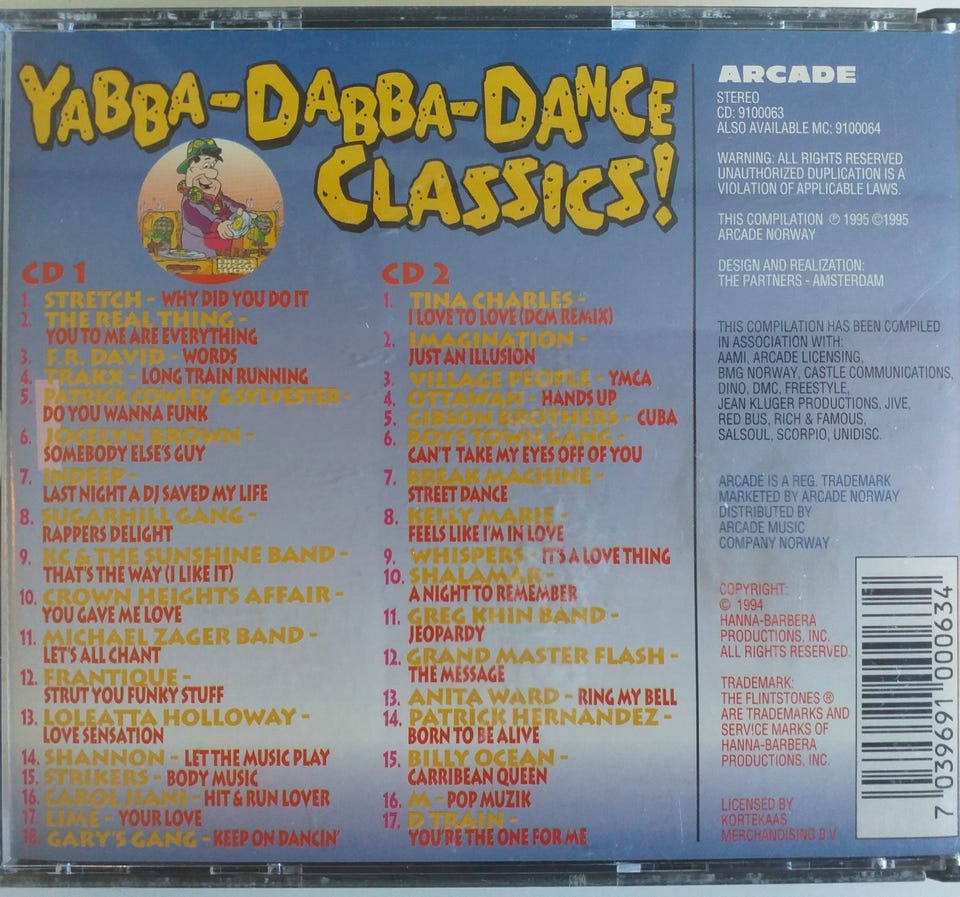 YABBA-DABBA-DANCE
CLASSICS!
FRED'S
DISCO
SHOW
CD 1
1. STRETCH - WHY DID YOU DO IT
2. THE REAL THING -
YOU TO ME ARE EVERYTHING
3. F.R. DAVID - WORDS
4. TRAKX - LONG TRAIN RUNNING
5. PATRICK COWLEY & SYLVESTER -
DO YOU WANNA FUNK
6. JOCELYN BROWN -
SOMEBODY ELSE'S GUY
7. INDEEP -
LAST NIGHT A DJ SAVED MY LIFE
8. SUGARHILL GANG -
RAPPERS DELIGHT
9. KC & THE SUNSHINE BAND -
THAT'S THE WAY (I LIKE IT)
10. CROWN HEIGHTS AFFAIR -
YOU GAVE ME LOVE
11. MICHAEL ZAGER BAND -
LET'S ALL CHANT
12. FRANTIQUE -
STRUT YOU FUNKY STUFF
13. LOLEATTA HOLLOWAY -
LOVE SENSATION
14. SHANNON - LET THE MUSIC PLAY
15. STRIKERS - BODY MUSIC
16. CAROL JIANI - HIT & RUN LOVER
17. LIME - YOUR LOVE
18. GARY'S GANG - KEEP ON DANCIN'
CD 2
1. TINA CHARLES -
I LOVE TO LOVE (DGM REMIX)
2. IMAGINATION -
JUST AN ILLUSION
3. VILLAGE PEOPLE - YMCA
4. OTTAWAN - HANDS UP
5. GIBSON BROTHERS - CUBA
6. BOYS TOWN GANG -
CAN'T TAKE MY EYES OFF OF YOU
7. BREAK MACHINE -
STREET DANCE
8. KELLY MARIE -
FEELS LIKE I'M IN LOVE
9. WHISPERS - IT'S A LOVE THING
10. SHALAMAR -
A NIGHT TO REMEMBER
11. GREG KHIN BAND -
JEOPARDY
12. GRAND MASTER FLASH -
THE MESSAGE
13. ANITA WARD - RING MY BELL
14. PATRICK HERNANDEZ -
BORN TO BE ALIVE
15. BILLY OCEAN -
CARRIBEAN QUEEN
16. M - POP MUZIK
17. D TRAIN -
YOU'RE THE ONE FOR ME
ARCADE
STEREO
CD: 9100063
ALSO AVAILABLE MC: 9100064
WARNING: ALL RIGHTS RESERVED
UNAUTHORIZED DUPLICATION IS A
VIOLATION OF APPLICABLE LAWS.
THIS COMPILATION ℗ 1995 ©1995
ARCADE NORWAY
DESIGN AND REALIZATION:
THE PARTNERS - AMSTERDAM
THIS COMPILATION HAS BEEN COMPILED
IN ASSOCIATION WITH:
AAMI, ARCADE LICENSING,
BMG NORWAY, CASTLE COMMUNICATIONS,
DINO, DMC, FREESTYLE,
JEAN KLUGER PRODUCTIONS, JIVE,
RED BUS, RICH & FAMOUS,
SALSOUL, SCORPIO, UNIDISC.
ARCADE IS A REG. TRADEMARK
MARKETED BY ARCADE NORWAY
DISTRIBUTED BY
ARCADE MUSIC
COMPANY NORWAY
COPYRIGHT:
© 1994
HANNA-BARBERA
PRODUCTIONS, INC.
ALL RIGHTS RESERVED.
TRADEMARK:
THE FLINTSTONES ®
ARE TRADEMARKS AND
SERVICE MARKS OF
HANNA-BARBERA
PRODUCTIONS, INC.
LICENSED BY
KORTEKAAS
MERCHANDISING B.V.
7 039691 000634